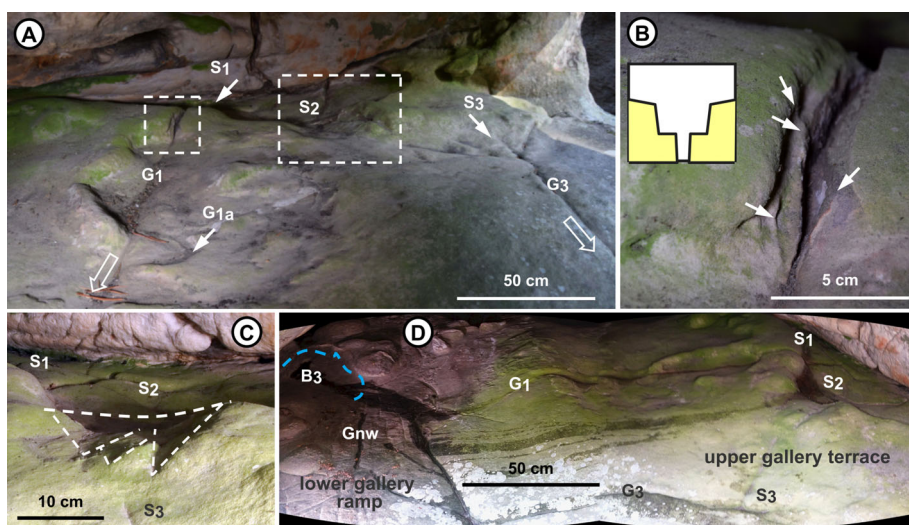 A
S1
S2
S3
G1
G1a
G3
50 cm
B
5 cm
C
S1
S2
S3
10 cm
D
S1
B3
G1
S2
Gnw
50 cm
upper gallery terrace
lower gallery
ramp
G3
S3